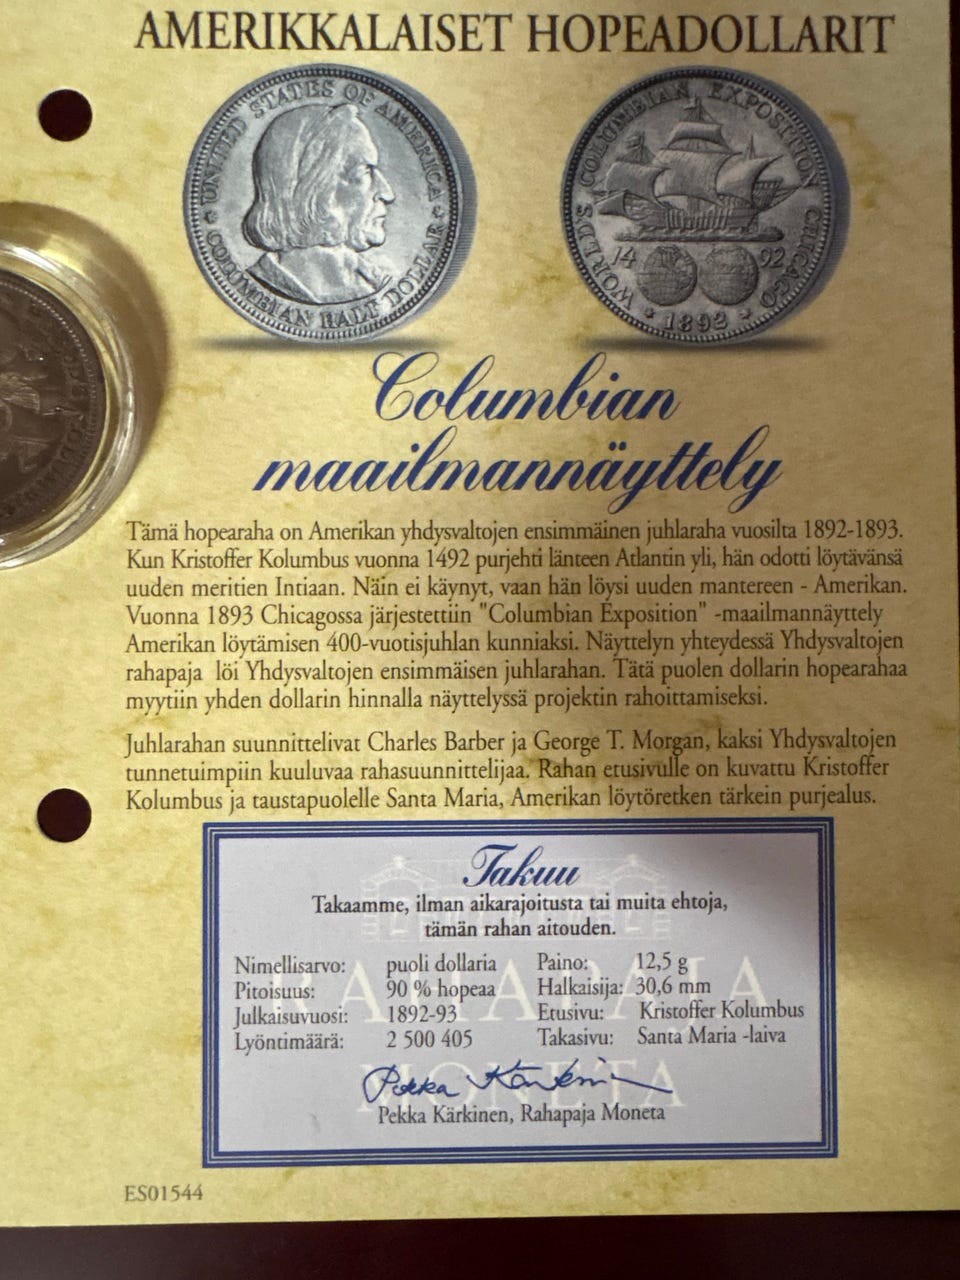 AMERIKKALAISET HOPEADOLLARIT
UNITED STATES OF AMERICA
COLUMBIAN HALF DOLLAR
WORLD'S COLUMBIAN EXPOSITION CHICAGO
14 92
* 1892 *
Columbian
maailmannäyttely
Tämä hopearaha on Amerikan yhdysvaltojen ensimmäinen juhlaraha vuosilta 1892-1893.
Kun Kristoffer Kolumbus vuonna 1492 purjehti länteen Atlantin yli, hän odotti löytävänsä
uuden meritien Intiaan. Näin ei käynyt, vaan hän löysi uuden mantereen - Amerikan.
Vuonna 1893 Chicagossa järjestettiin "Columbian Exposition" -maailmannäyttely
Amerikan löytämisen 400-vuotisjuhlan kunniaksi. Näyttelyn yhteydessä Yhdysvaltojen
rahapaja löi Yhdysvaltojen ensimmäisen juhlarahan. Tätä puolen dollarin hopearahaa
myytiin yhden dollarin hinnalla näyttelyssä projektin rahoittamiseksi.
Juhlarahan suunnittelivat Charles Barber ja George T. Morgan, kaksi Yhdysvaltojen
tunnetuimpiin kuuluvaa rahasuunnittelijaa. Rahan etusivulle on kuvattu Kristoffer
Kolumbus ja taustapuolelle Santa Maria, Amerikan löytöretken tärkein purjealus.
Takuu
Takaamme, ilman aikarajoitusta tai muita ehtoja,
tämän rahan aitouden.
Nimellisarvo: puoli dollaria Paino: 12,5 g
Pitoisuus: 90 % hopeaa Halkaisija: 30,6 mm
Julkaisuvuosi: 1892-93 Etusivu: Kristoffer Kolumbus
Lyöntimäärä: 2 500 405 Takasivu: Santa Maria -laiva
RAHAPAJA
MONETA
Pekka Kärkinen
Pekka Kärkinen, Rahapaja Moneta
ES01544